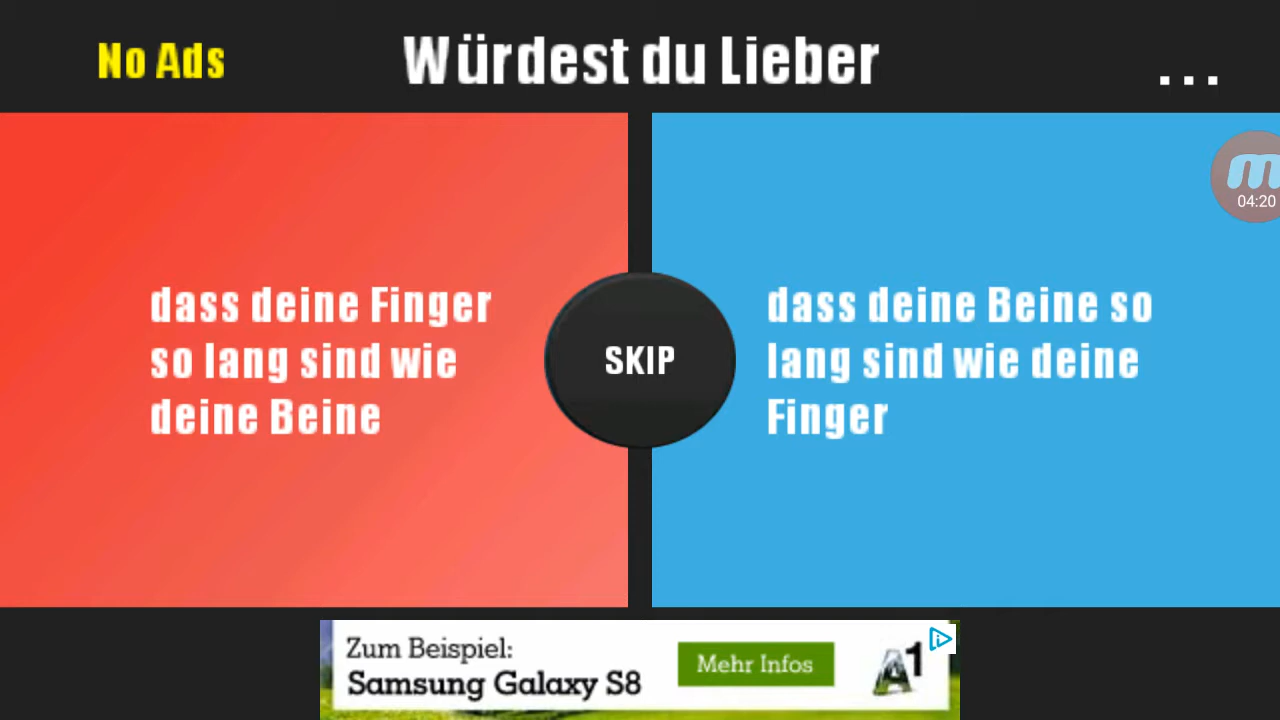 No Ads
Würdest du Lieber
...
04:20
dass deine Finger
so lang sind wie
deine Beine
SKIP
dass deine Beine so
lang sind wie deine
Finger
Zum Beispiel:
Samsung Galaxy S8
Mehr Infos
A1